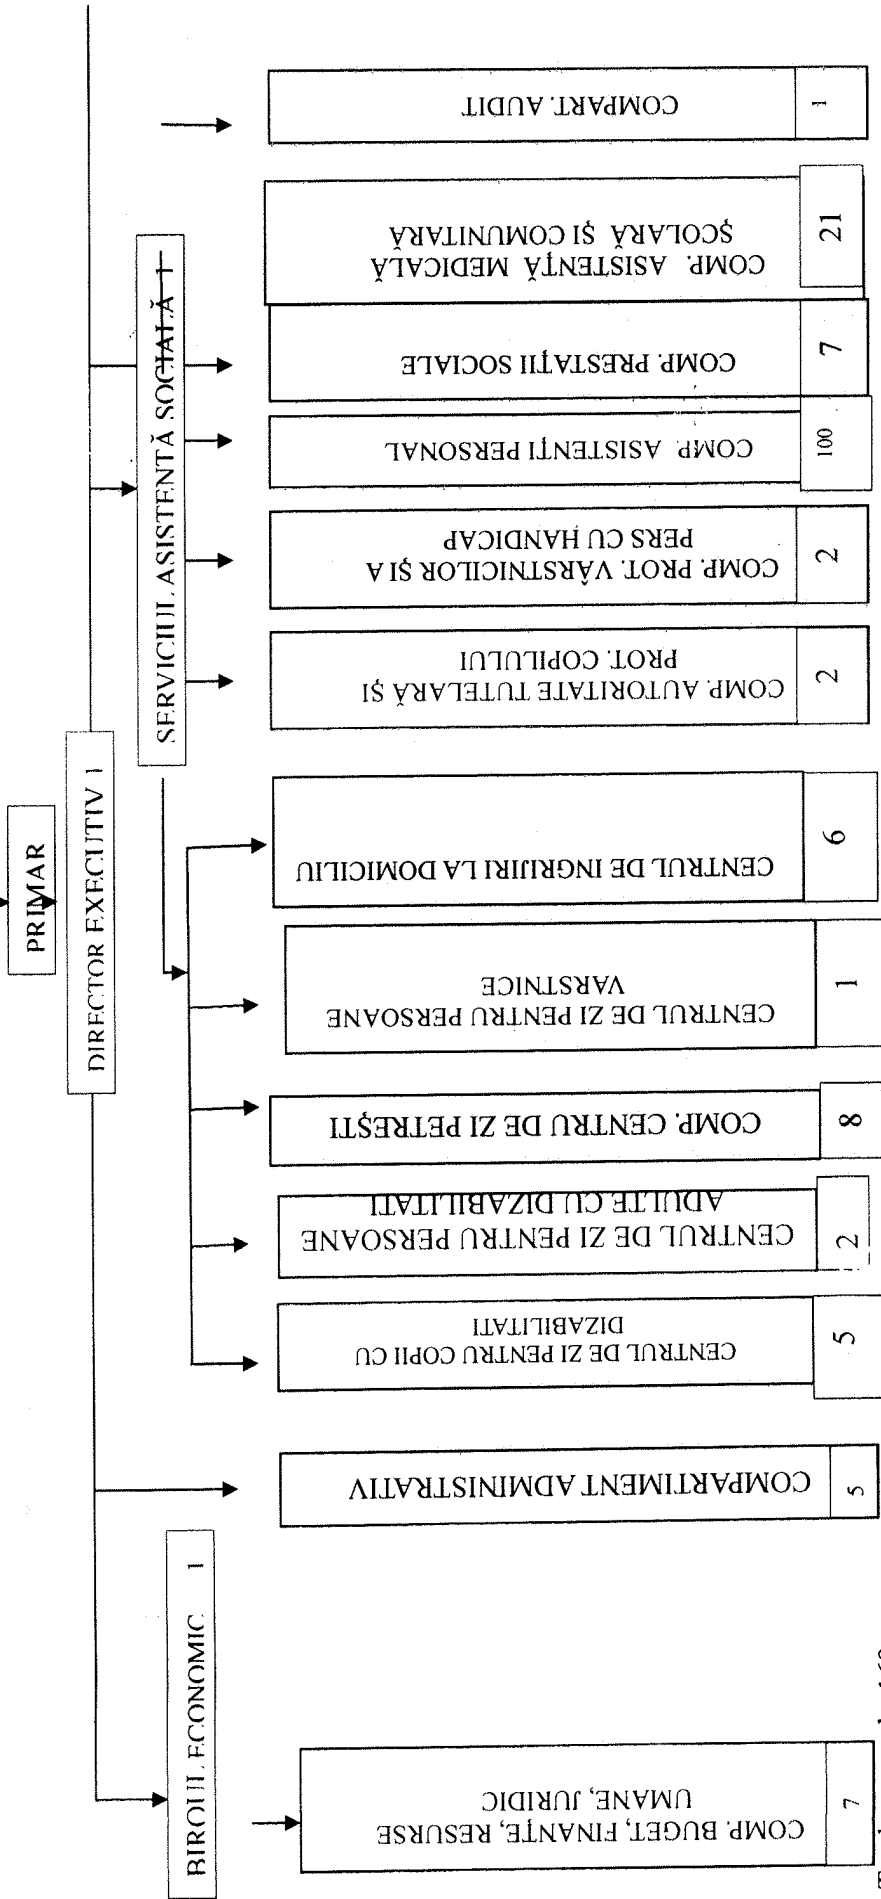 PRIMAR
DIRECTOR EXECUTIV 1
BIROUL ECONOMIC 1
SERVICIUL ASISTENTĂ SOCIALĂ 1
COMP. BUGET, FINANȚE, RESURSE
UMANE, JURIDIC
7
COMPARTIMENT ADMINISTRATIV
5
CENTRUL DE ZI PENTRU COPII CU
DIZABILITATI
5
CENTRUL DE ZI PENTRU PERSOANE
ADULTE CU DIZABILITATI
2
COMP. CENTRU DE ZI PETREȘTI
8
CENTRUL DE ZI PENTRU PERSOANE
VARSTNICE
1
CENTRUL DE INGRIJIRI LA DOMICILIU
6
COMP. AUTORITATE TUTELARĂ ȘI
PROT. COPILULUI
2
COMP. PROT. VÂRSTNICILOR ȘI A
PERS CU HANDICAP
2
COMP. ASISTENȚI PERSONAL
100
COMP. PRESTAȚII SOCIALE
7
COMP. ASISTENȚĂ MEDICALĂ
ȘCOLARĂ ȘI COMUNITARĂ
21
COMPART. AUDIT
1